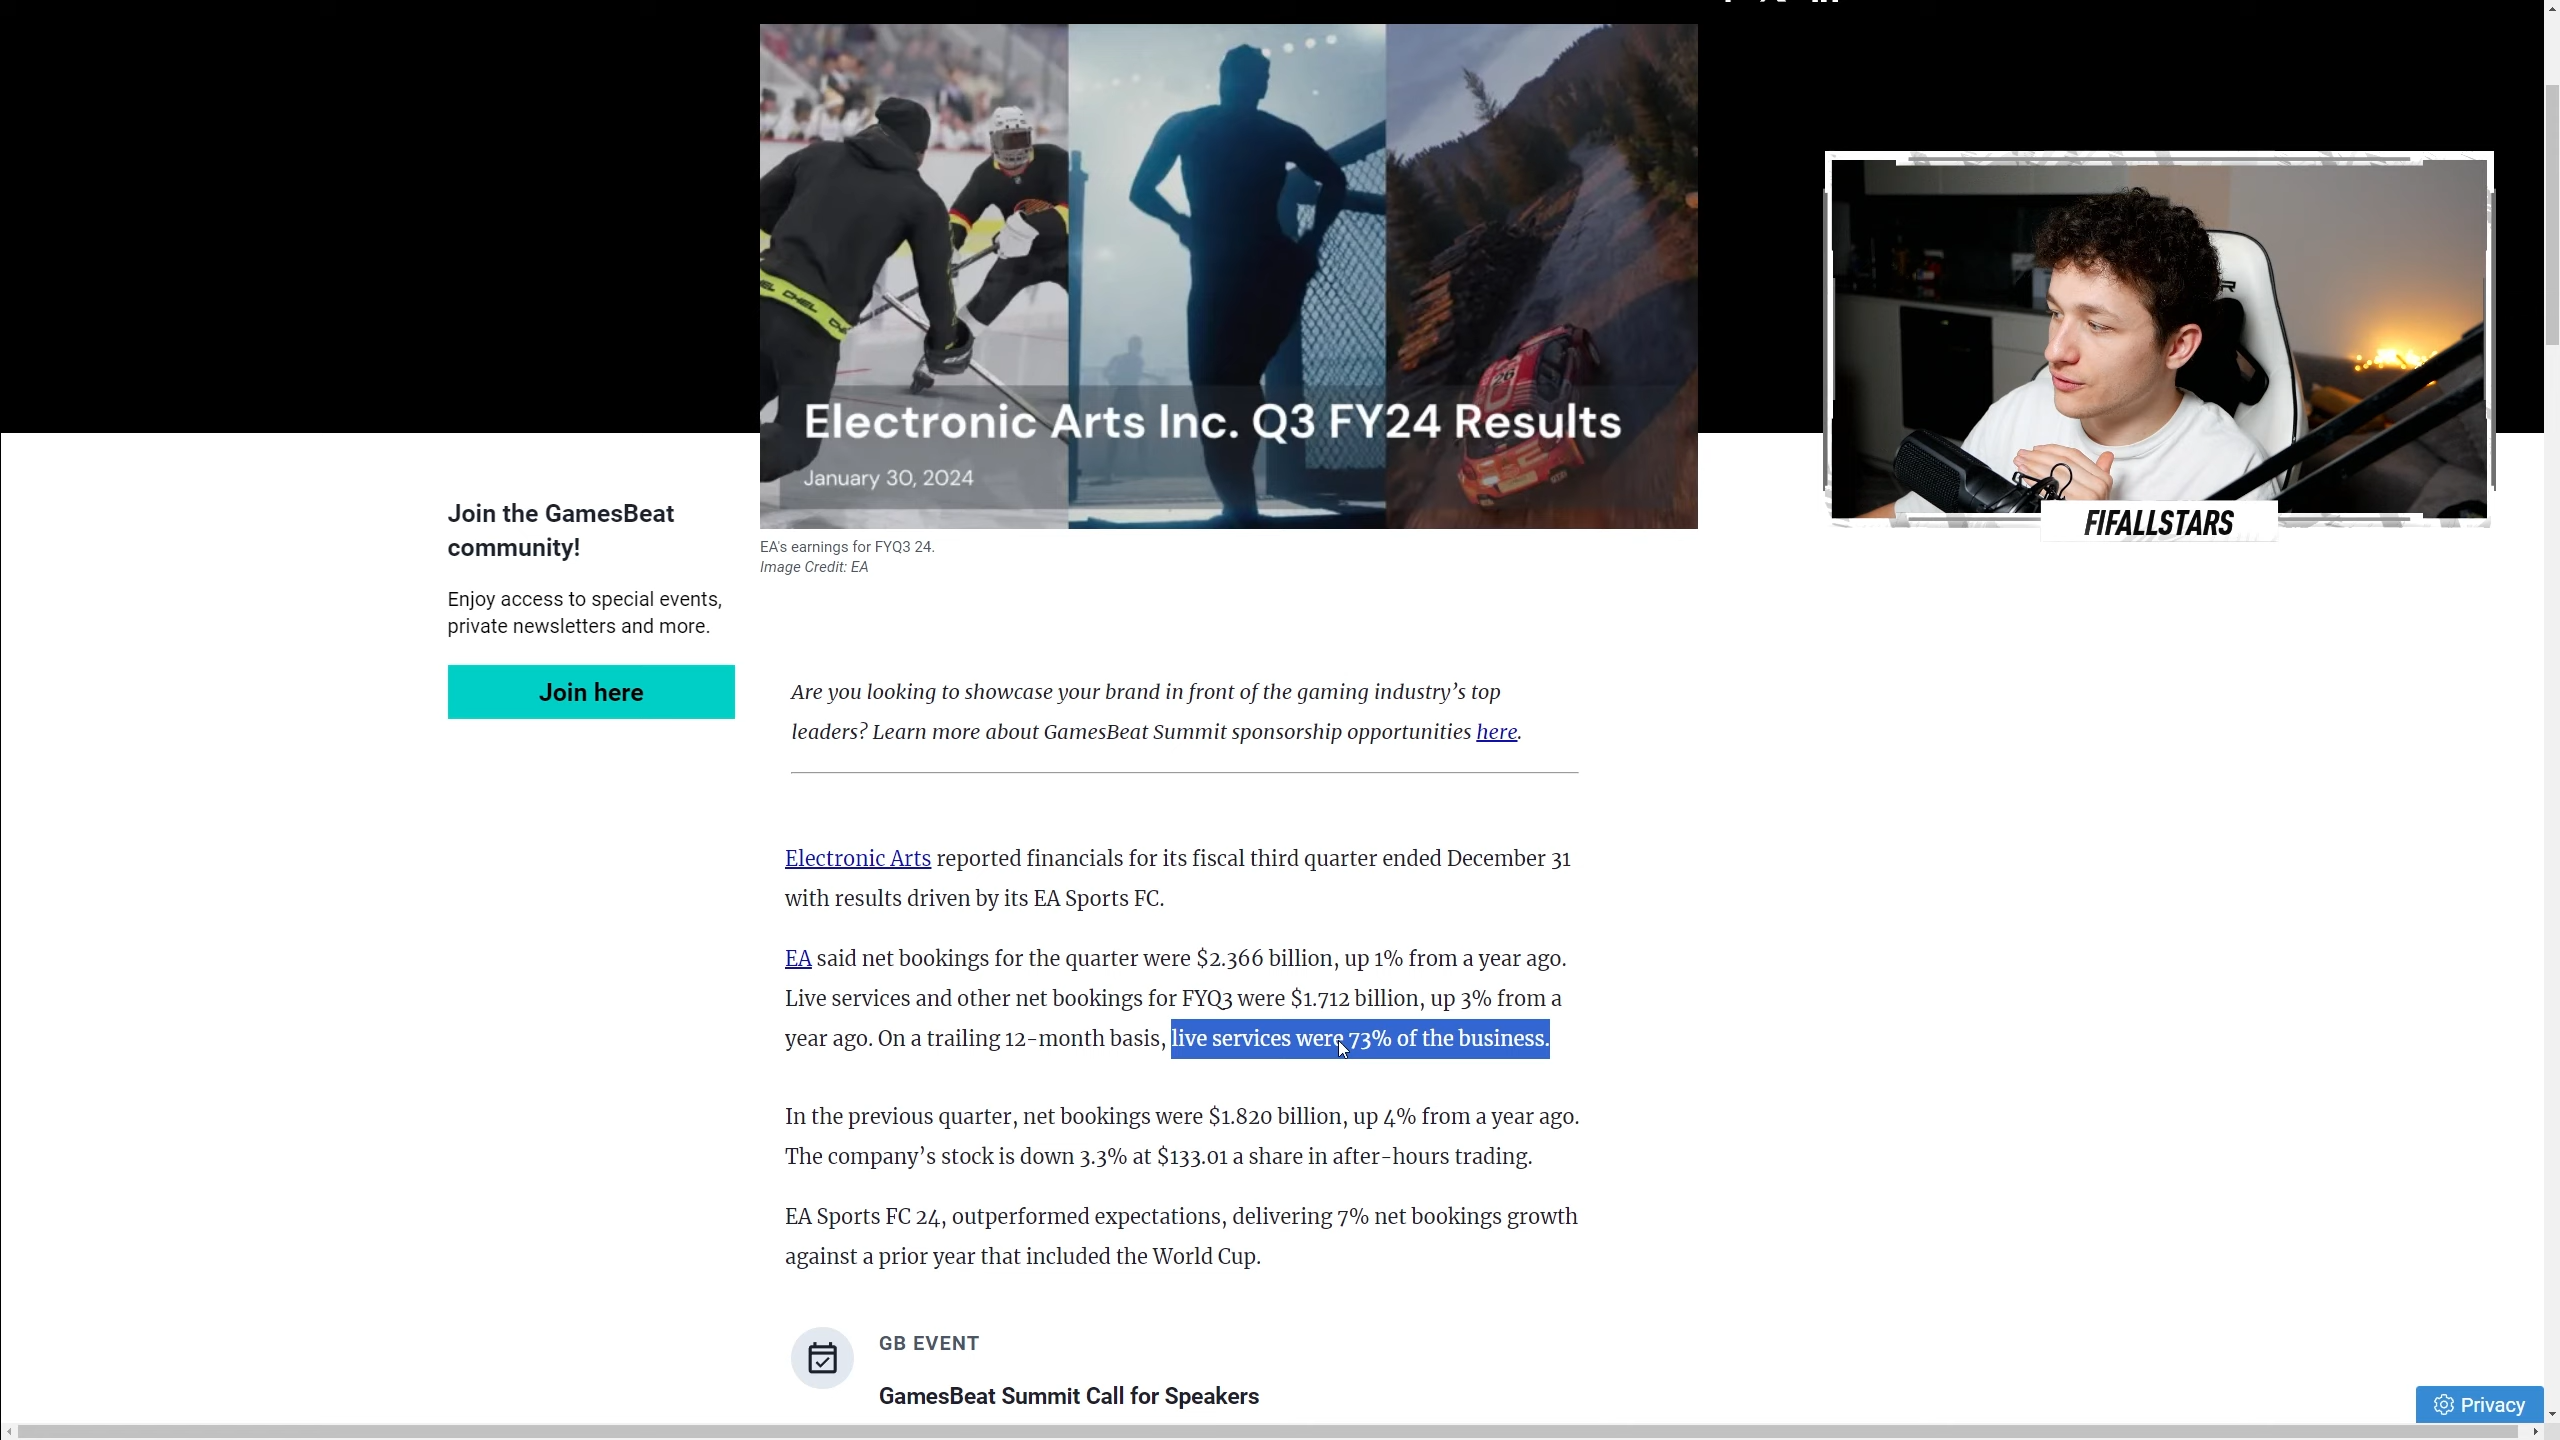 Electronic Arts Inc. Q3 FY24 Results
January 30, 2024
FIFALLSTARS
EA's earnings for FYQ3 24.
Image Credit: EA
Join the GamesBeat
community!
Enjoy access to special events,
private newsletters and more.
Join here
Are you looking to showcase your brand in front of the gaming industry’s top
leaders? Learn more about GamesBeat Summit sponsorship opportunities here.
Electronic Arts reported financials for its fiscal third quarter ended December 31
with results driven by its EA Sports FC.
EA said net bookings for the quarter were $2.366 billion, up 1% from a year ago.
Live services and other net bookings for FYQ3 were $1.712 billion, up 3% from a
year ago. On a trailing 12-month basis, live services were 73% of the business.
In the previous quarter, net bookings were $1.820 billion, up 4% from a year ago.
The company’s stock is down 3.3% at $133.01 a share in after-hours trading.
EA Sports FC 24, outperformed expectations, delivering 7% net bookings growth
against a prior year that included the World Cup.
GB EVENT
GamesBeat Summit Call for Speakers
Privacy